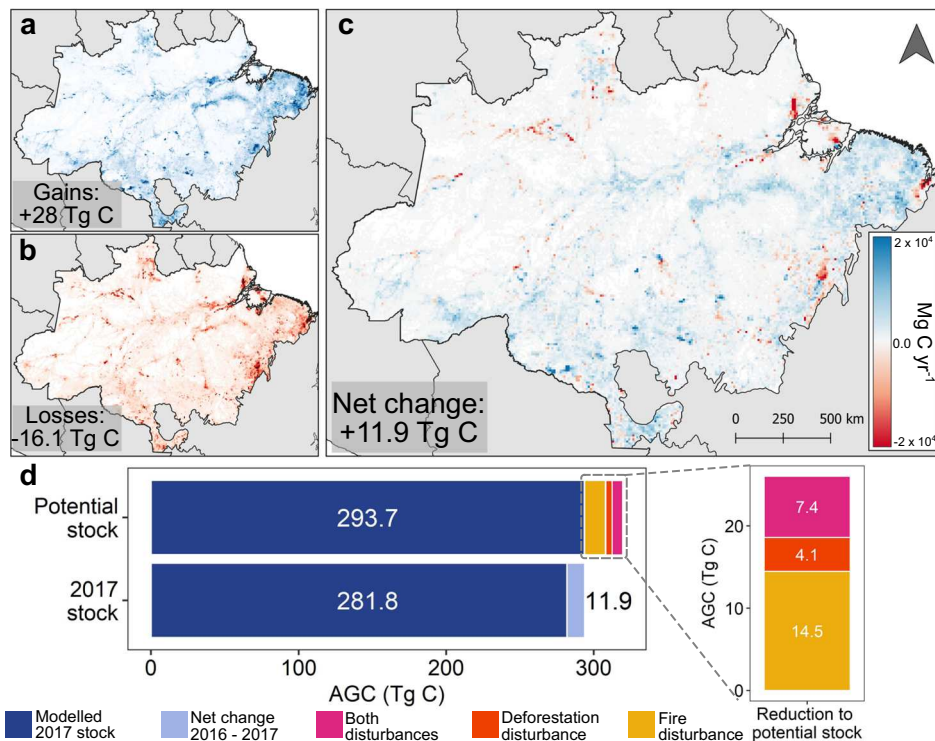 a
Gains:
+28 Tg C
b
Losses:
-16.1 Tg C
c
Net change:
+11.9 Tg C
0 250 500 km
2 x 10⁴
0.0
-2 x 10⁴
Mg C yr⁻¹
d
Potential
stock
293.7
2017
stock
281.8
11.9
0 100 200 300
AGC (Tg C)
7.4
4.1
14.5
20
10
0
AGC (Tg C)
Reduction to
potential stock
Modelled
2017 stock
Net change
2016 - 2017
Both
disturbances
Deforestation
disturbance
Fire
disturbance